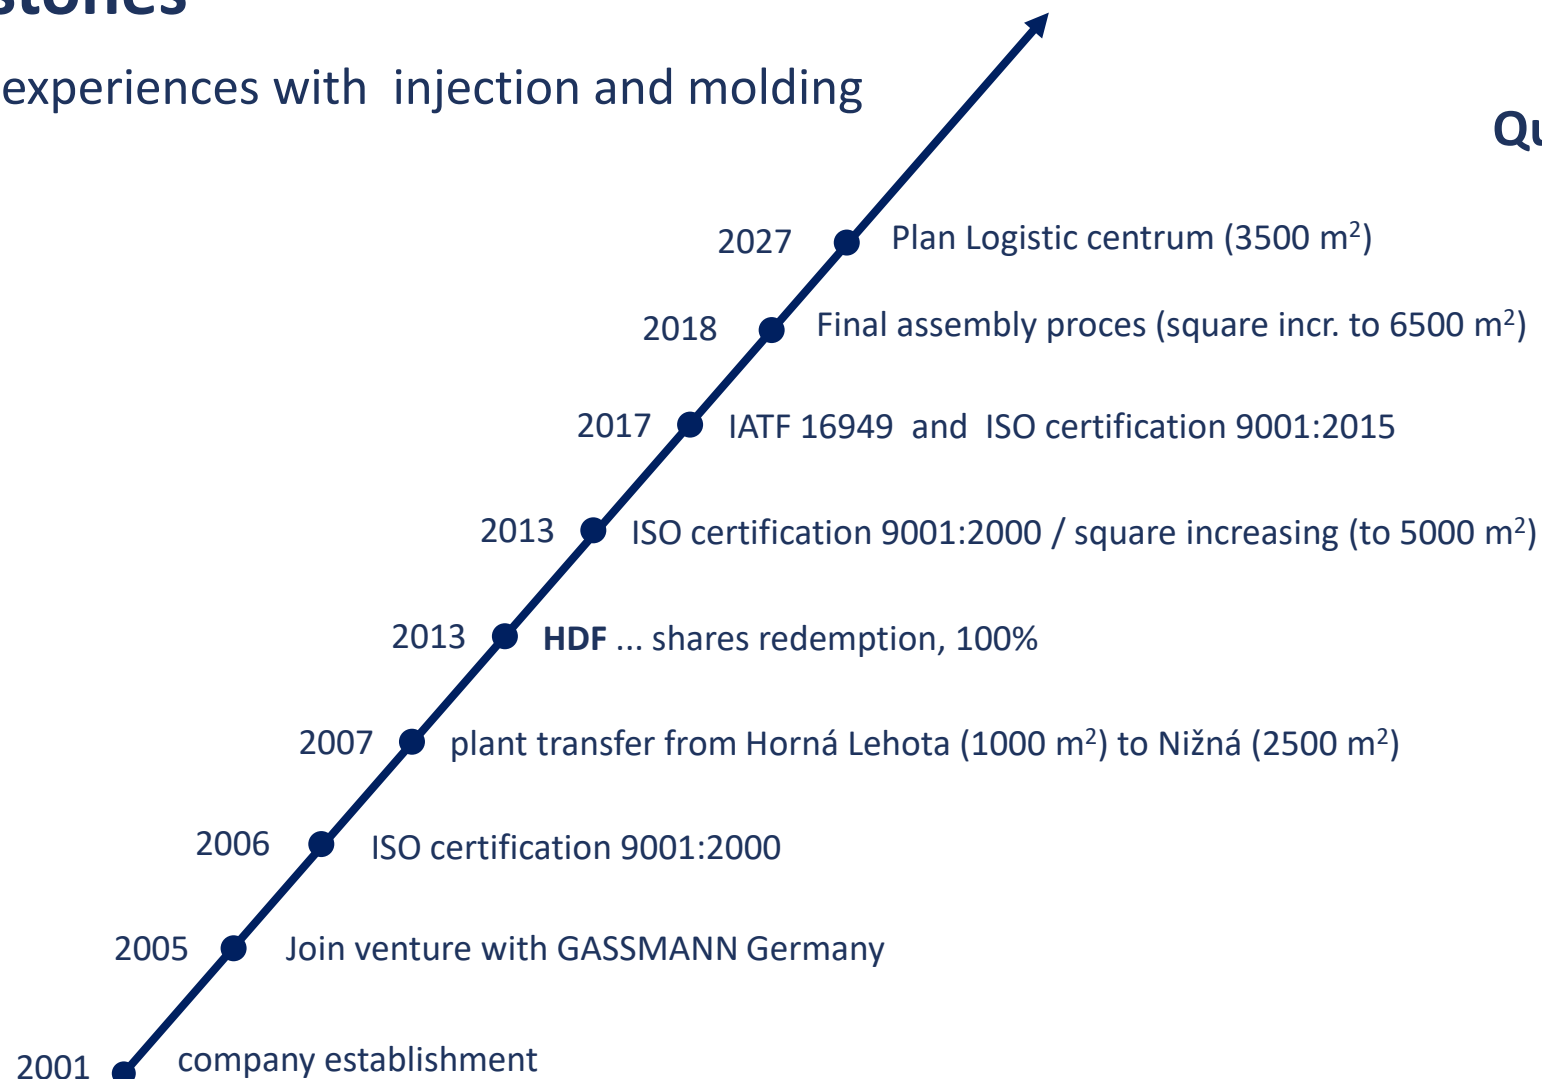 experiences with injection and molding
2027 Plan Logistic centrum (3500 m²)
2018 Final assembly proces (square incr. to 6500 m²)
2017 IATF 16949 and ISO certification 9001:2015
2013 ISO certification 9001:2000 / square increasing (to 5000 m²)
2013 HDF ... shares redemption, 100%
2007 plant transfer from Horná Lehota (1000 m²) to Nižná (2500 m²)
2006 ISO certification 9001:2000
2005 Join venture with GASSMANN Germany
2001 company establishment